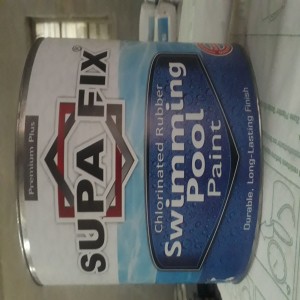 Premium Plus
SUPA FIX
Chlorinated Rubber
Swimming
Pool
Paint
Durable, Long-Lasting Finish